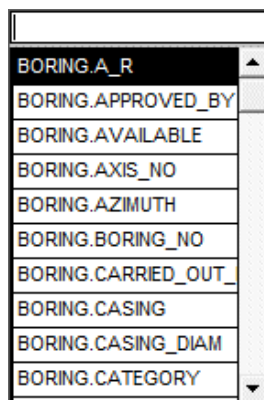 BORING.A_R
BORING.APPROVED_BY
BORING.AVAILABLE
BORING.AXIS_NO
BORING.AZIMUTH
BORING.BORING_NO
BORING.CARRIED_OUT_
BORING.CASING
BORING.CASING_DIAM
BORING.CATEGORY